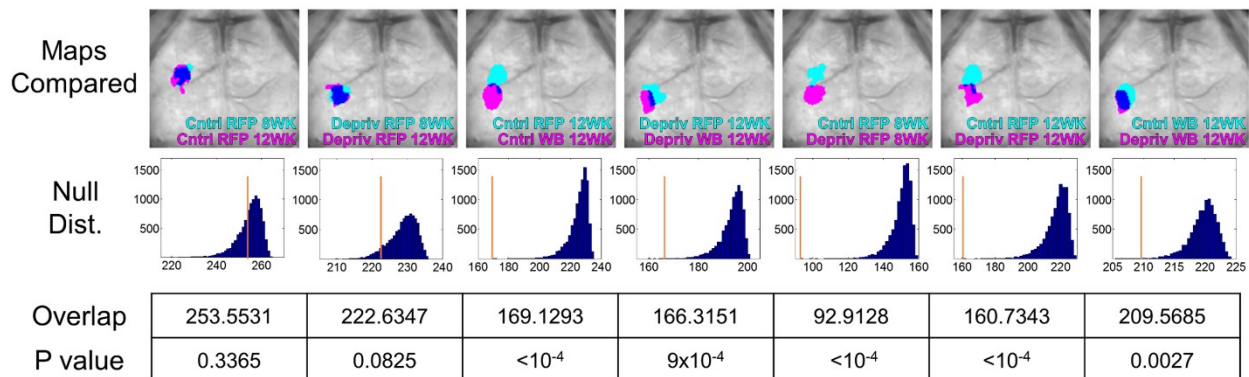 Maps
Compared
Cntrl RFP 8WK
Cntrl RFP 12WK
Depriv RFP 8WK
Depriv RFP 12WK
Cntrl RFP 12WK
Cntrl WB 12WK
Depriv RFP 12WK
Depriv WB 12WK
Cntrl RFP 8WK
Depriv RFP 8WK
Cntrl RFP 12WK
Depriv RFP 12WK
Cntrl WB 12WK
Depriv WB 12WK
Null
Dist.
1500
1000
500
220 240 260
1500
1000
500
210 220 230 240
1500
1000
500
160 180 200 220 240
1500
1000
500
160 180 200
1500
1000
500
100 120 140 160
1500
1000
500
160 180 200 220
1500
1000
500
205 210 215 220 225
Overlap 253.5531 222.6347 169.1293 166.3151 92.9128 160.7343 209.5685
P value 0.3365 0.0825 <10⁻⁴ 9x10⁻⁴ <10⁻⁴ <10⁻⁴ 0.0027